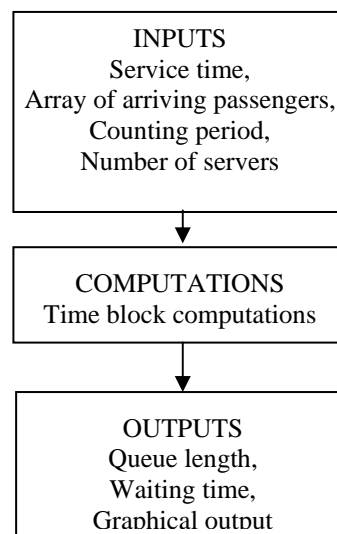 INPUTS
Service time,
Array of arriving passengers,
Counting period,
Number of servers
COMPUTATIONS
Time block computations
OUTPUTS
Queue length,
Waiting time,
Graphical output